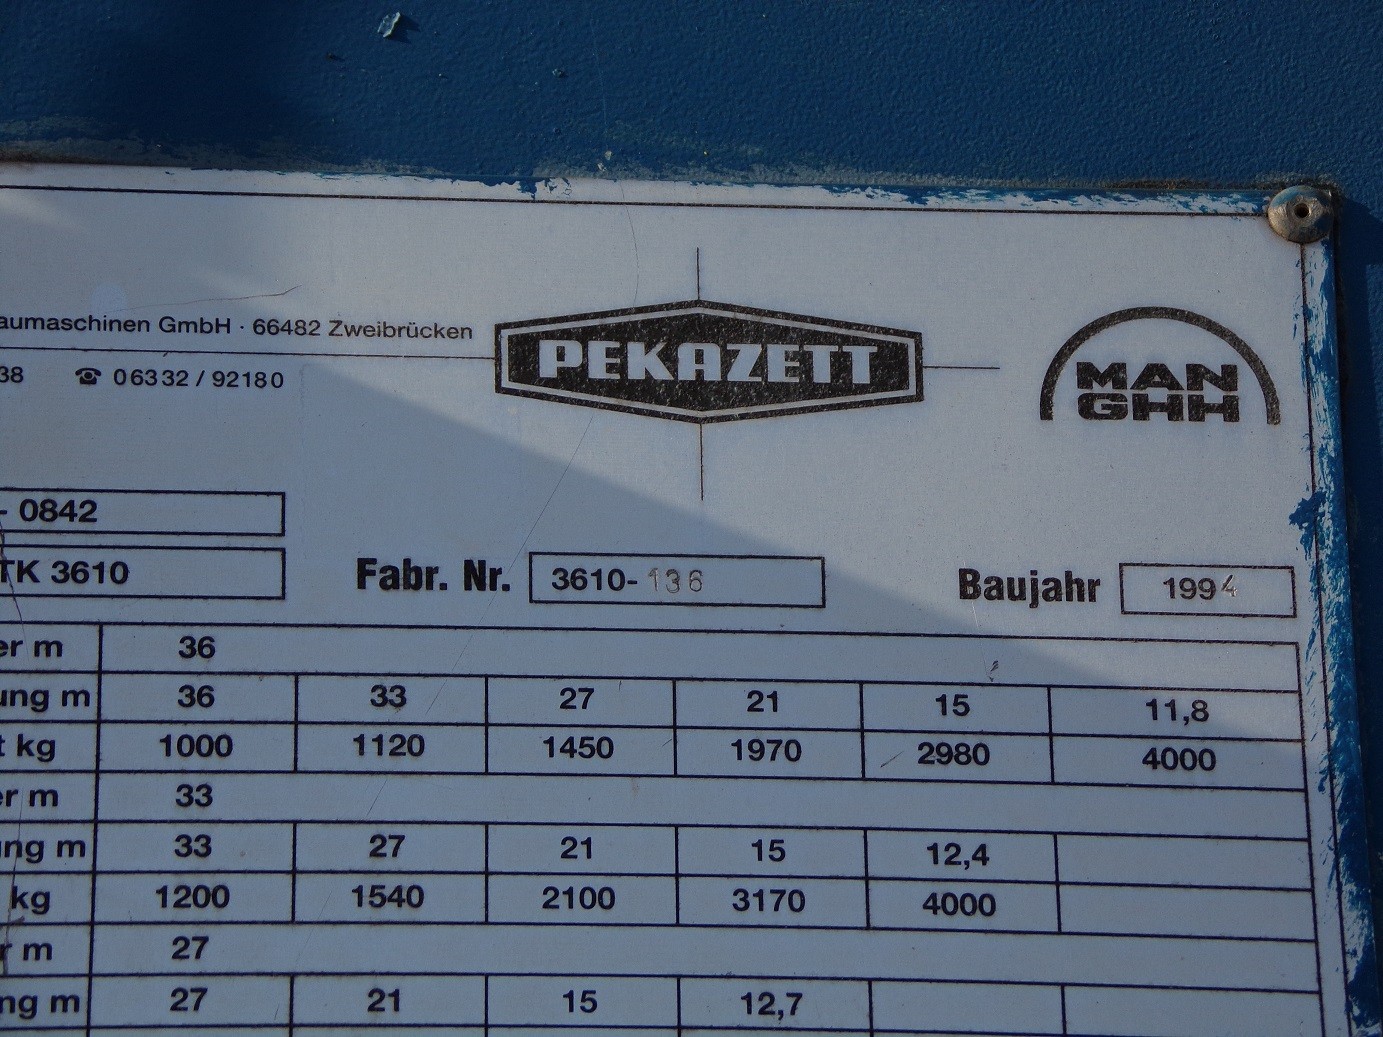 aumaschinen GmbH · 66482 Zweibrücken
PEKAZETT
MAN
GHH
38 ☎ 06332 / 92180
- 0842
TK 3610 Fabr. Nr. 3610-136 Baujahr 1994
er m 36
ung m 36 33 27 21 15 11,8
t kg 1000 1120 1450 1970 2980 4000
er m 33
ung m 33 27 21 15 12,4
kg 1200 1540 2100 3170 4000
r m 27
ng m 27 21 15 12,7